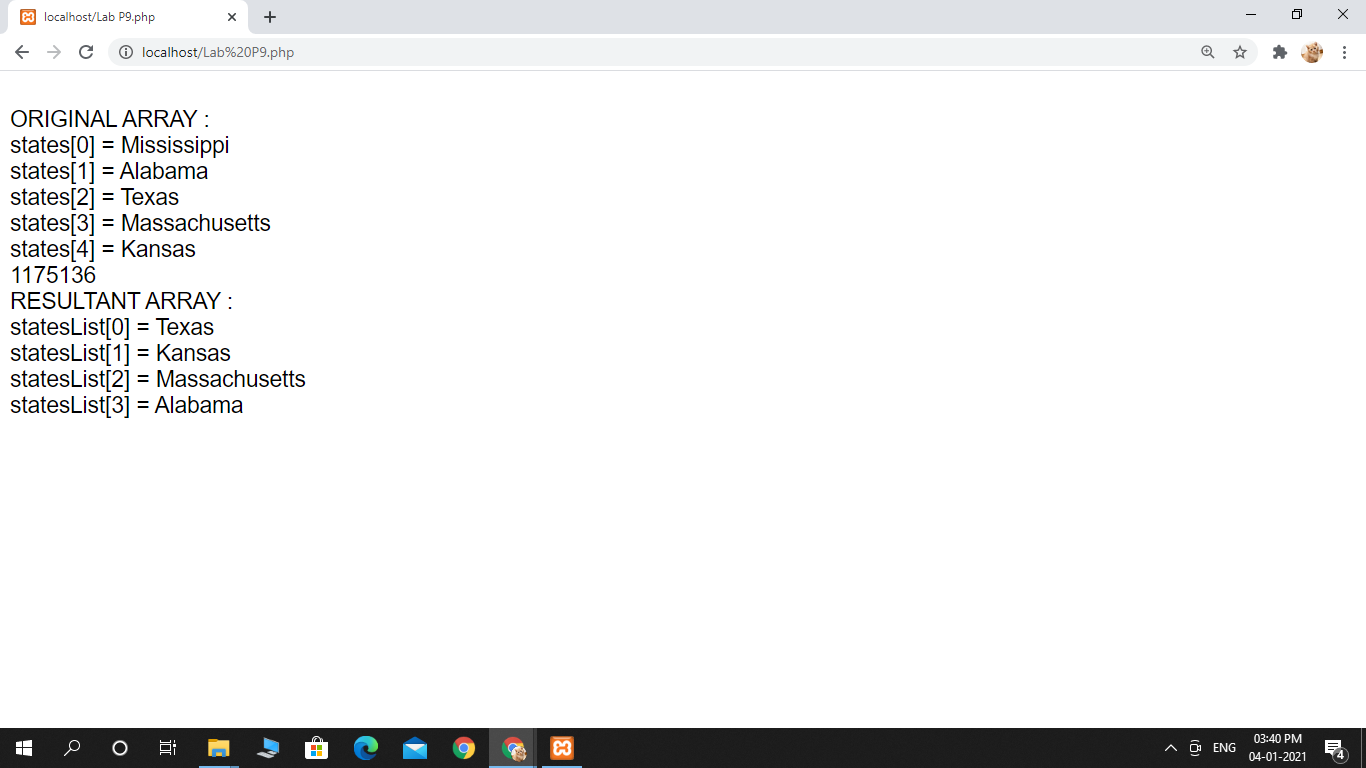 localhost/Lab P9.php
localhost/Lab%20P9.php
ORIGINAL ARRAY :
states[0] = Mississippi
states[1] = Alabama
states[2] = Texas
states[3] = Massachusetts
states[4] = Kansas
1175136
RESULTANT ARRAY :
statesList[0] = Texas
statesList[1] = Kansas
statesList[2] = Massachusetts
statesList[3] = Alabama
ENG
03:40 PM
04-01-2021
4